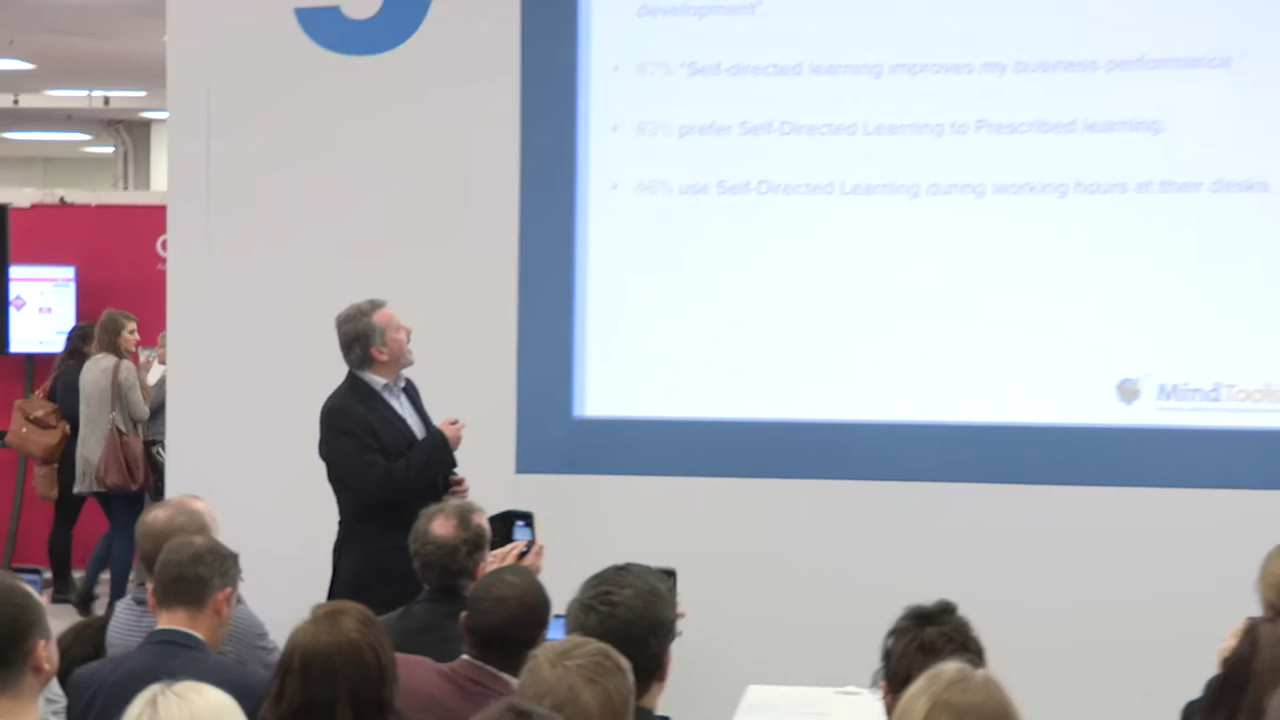 development"
• 87% "Self-directed learning improves my business performance"
• 83% prefer Self-Directed Learning to Prescribed learning.
• 46% use Self-Directed Learning during working hours at their desks
MindTools